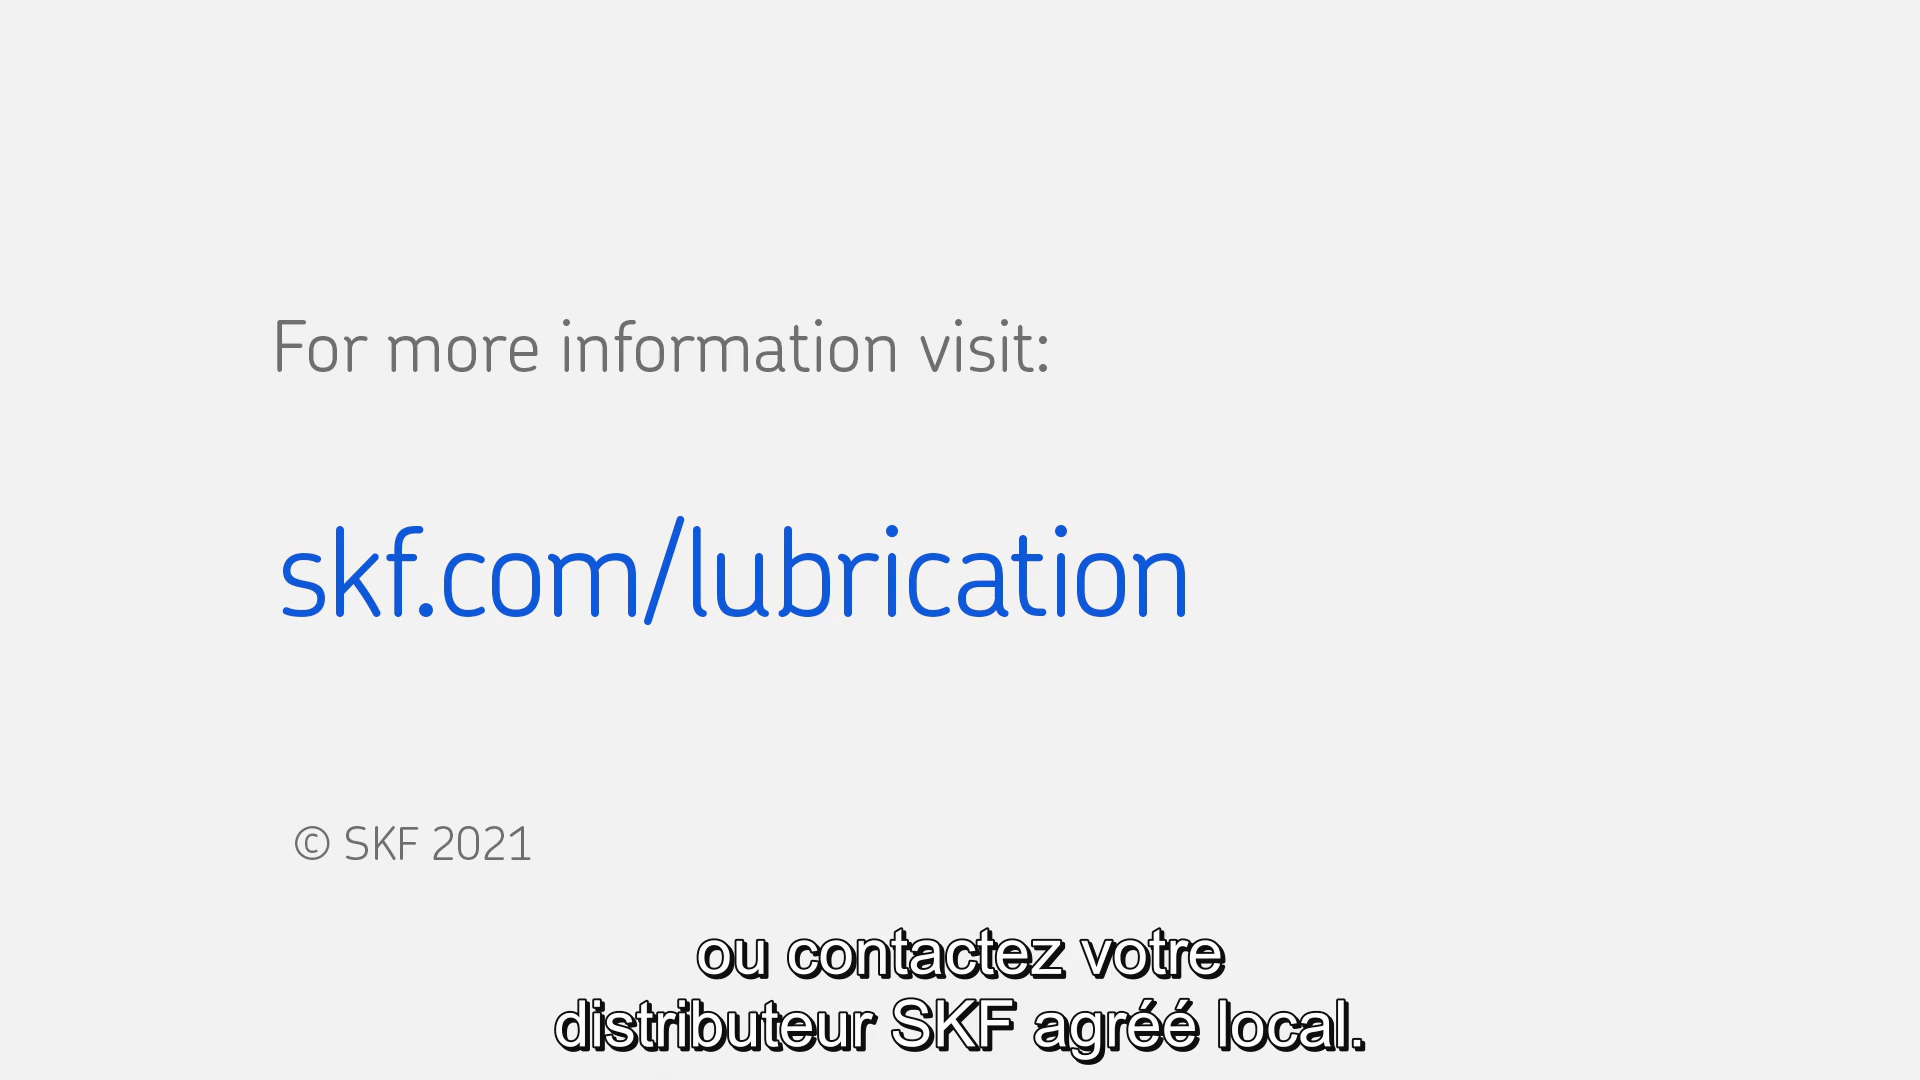 For more information visit:
skf.com/lubrication
© SKF 2021
ou contactez votre
distributeur SKF agréé local.